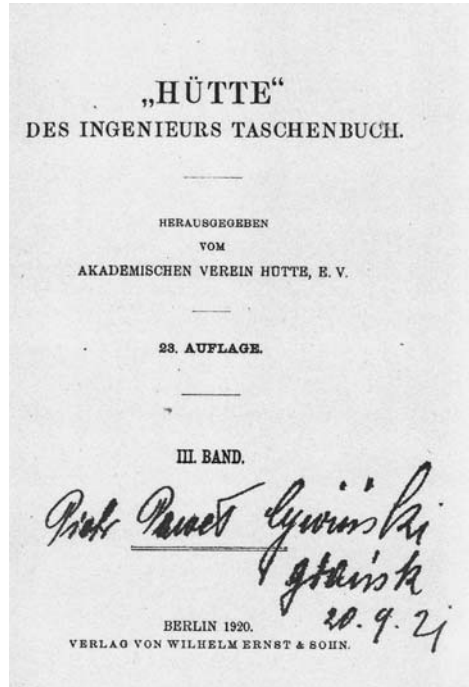 „HÜTTE“
DES INGENIEURS TASCHENBUCH.
HERAUSGEGEBEN
VOM
AKADEMISCHEN VEREIN HÜTTE, E. V.
23. AUFLAGE.
III. BAND.
Piotr Paweł
Gdańsk
20. 9. 21
BERLIN 1920.
VERLAG VON WILHELM ERNST & SOHN.